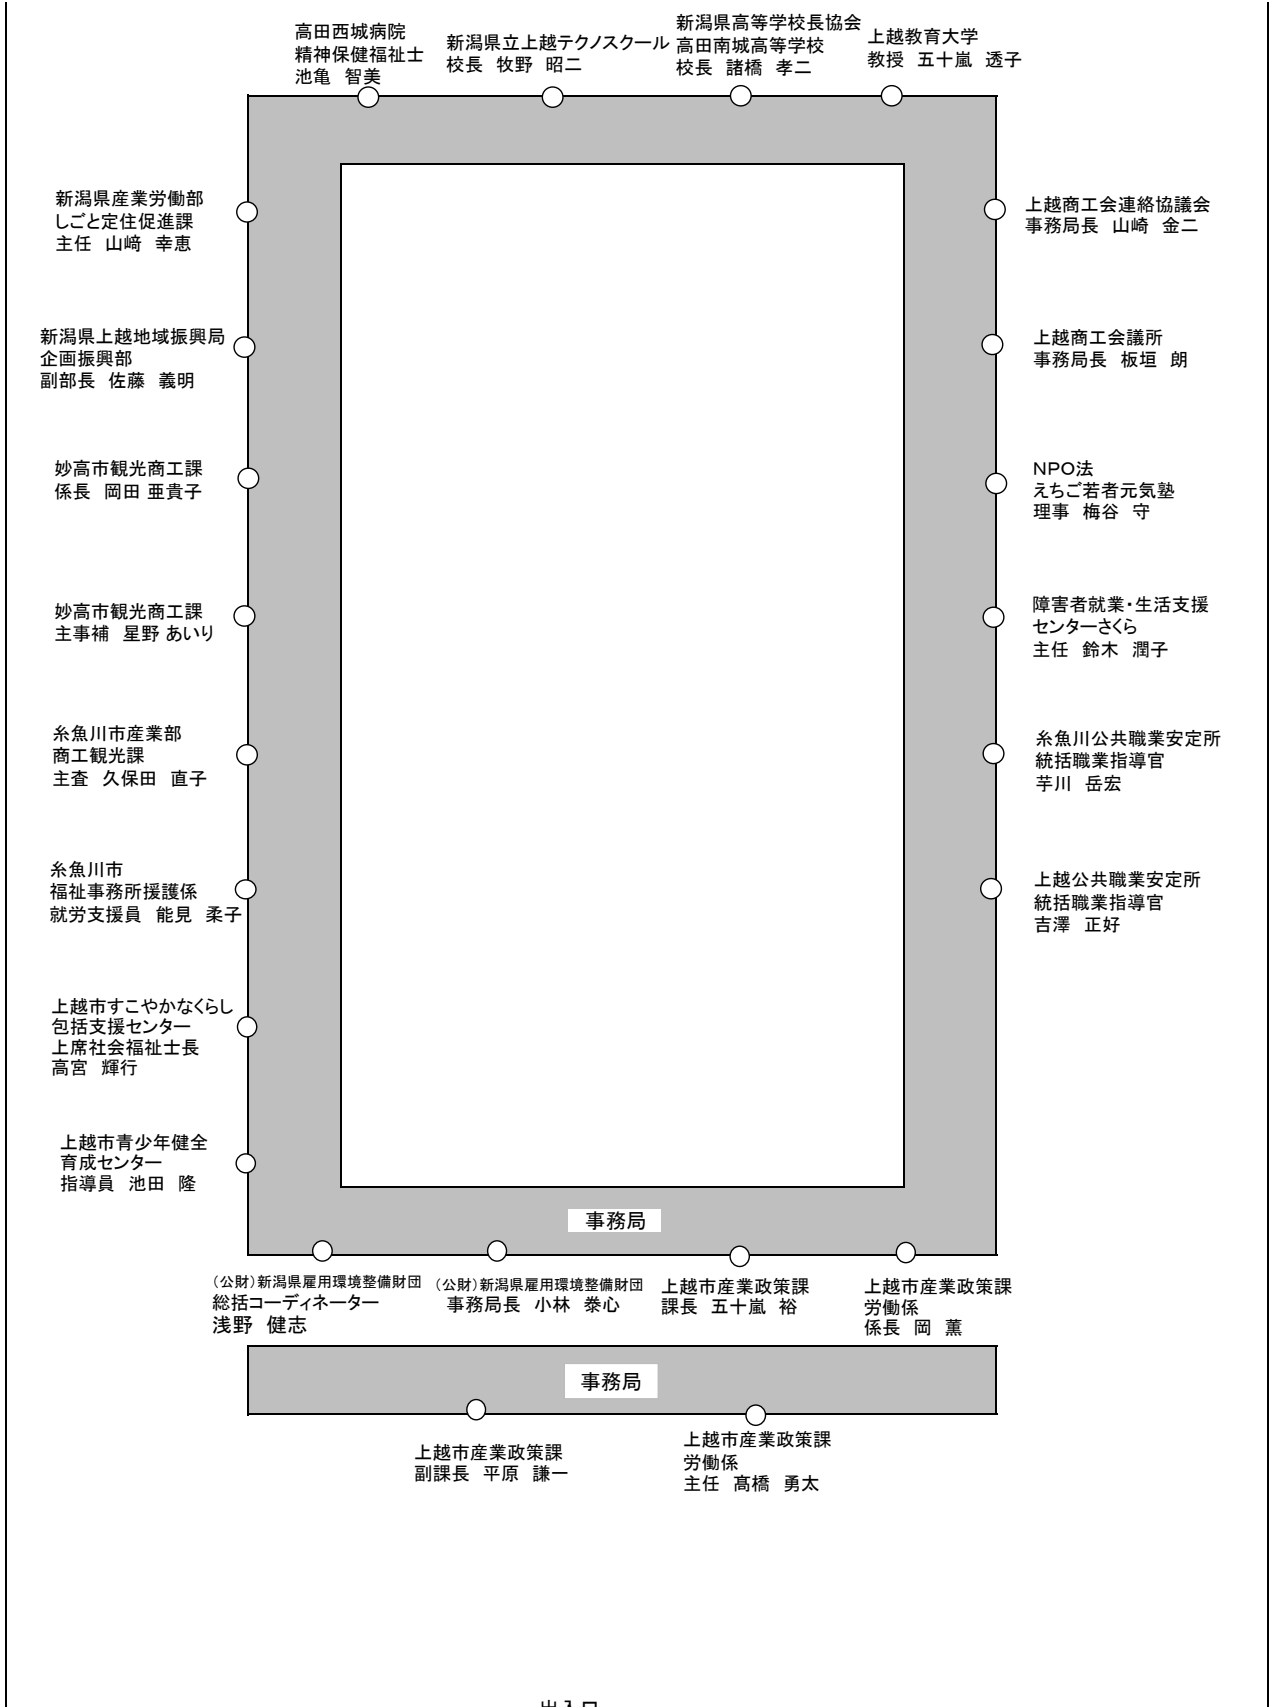 高田西城病院
精神保健福祉士
池亀　智美
新潟県立上越テクノスクール
校長　牧野　昭二
新潟県高等学校長協会
高田南城高等学校
校長　諸橋　孝二
上越教育大学
教授　五十嵐　透子
新潟県産業労働部
しごと定住促進課
主任　山﨑　幸恵
新潟県上越地域振興局
企画振興部
副部長　佐藤　義明
妙高市観光商工課
係長　岡田 亜貴子
妙高市観光商工課
主事補　星野 あいり
糸魚川市産業部
商工観光課
主査　久保田　直子
糸魚川市
福祉事務所援護係
就労支援員　能見　柔子
上越市すこやかなくらし
包括支援センター
上席社会福祉士長
高宮　輝行
上越市青少年健全
育成センター
指導員　池田　隆
上越商工会連絡協議会
事務局長　山崎　金二
上越商工会議所
事務局長　板垣　朗
NPO法
えちご若者元気塾
理事　梅谷　守
障害者就業・生活支援
センターさくら
主任　鈴木　潤子
糸魚川公共職業安定所
統括職業指導官
芋川　岳宏
上越公共職業安定所
統括職業指導官
吉澤　正好
事務局
（公財）新潟県雇用環境整備財団
総括コーディネーター
浅野　健志
（公財）新潟県雇用環境整備財団
事務局長　小林　泰心
上越市産業政策課
課長　五十嵐　裕
上越市産業政策課
労働係
係長　岡　薫
事務局
上越市産業政策課
副課長　平原　謙一
上越市産業政策課
労働係
主任　髙橋　勇太
出入口